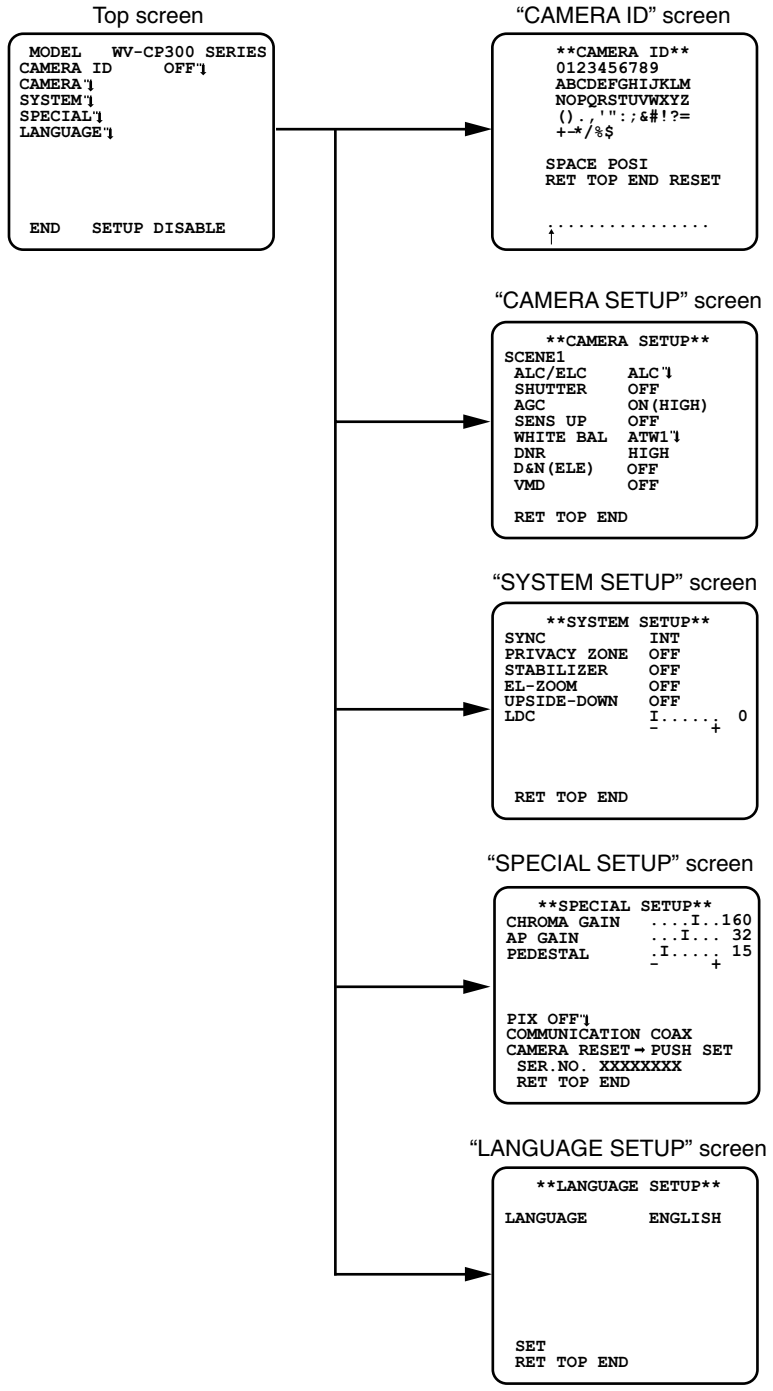 Top screen
MODEL WV-CP300 SERIES
CAMERA ID OFF
CAMERA
SYSTEM
SPECIAL
LANGUAGE
END SETUP DISABLE
“CAMERA ID” screen
**CAMERA ID**
0123456789
ABCDEFGHIJKLM
NOPQRSTUVWXYZ
().,'":;&#!?=
+-*/%$
SPACE POSI
RET TOP END RESET
................
↑
“CAMERA SETUP” screen
**CAMERA SETUP**
SCENE1
ALC/ELC ALC
SHUTTER OFF
AGC ON(HIGH)
SENS UP OFF
WHITE BAL ATW1
DNR HIGH
D&N(ELE) OFF
VMD OFF
RET TOP END
“SYSTEM SETUP” screen
**SYSTEM SETUP**
SYNC INT
PRIVACY ZONE OFF
STABILIZER OFF
EL-ZOOM OFF
UPSIDE-DOWN OFF
LDC I...... 0
- +
RET TOP END
“SPECIAL SETUP” screen
**SPECIAL SETUP**
CHROMA GAIN ....I..160
AP GAIN ...I... 32
PEDESTAL .I..... 15
- +
PIX OFF
COMMUNICATION COAX
CAMERA RESET→PUSH SET
SER.NO. XXXXXXXX
RET TOP END
“LANGUAGE SETUP” screen
**LANGUAGE SETUP**
LANGUAGE ENGLISH
SET
RET TOP END